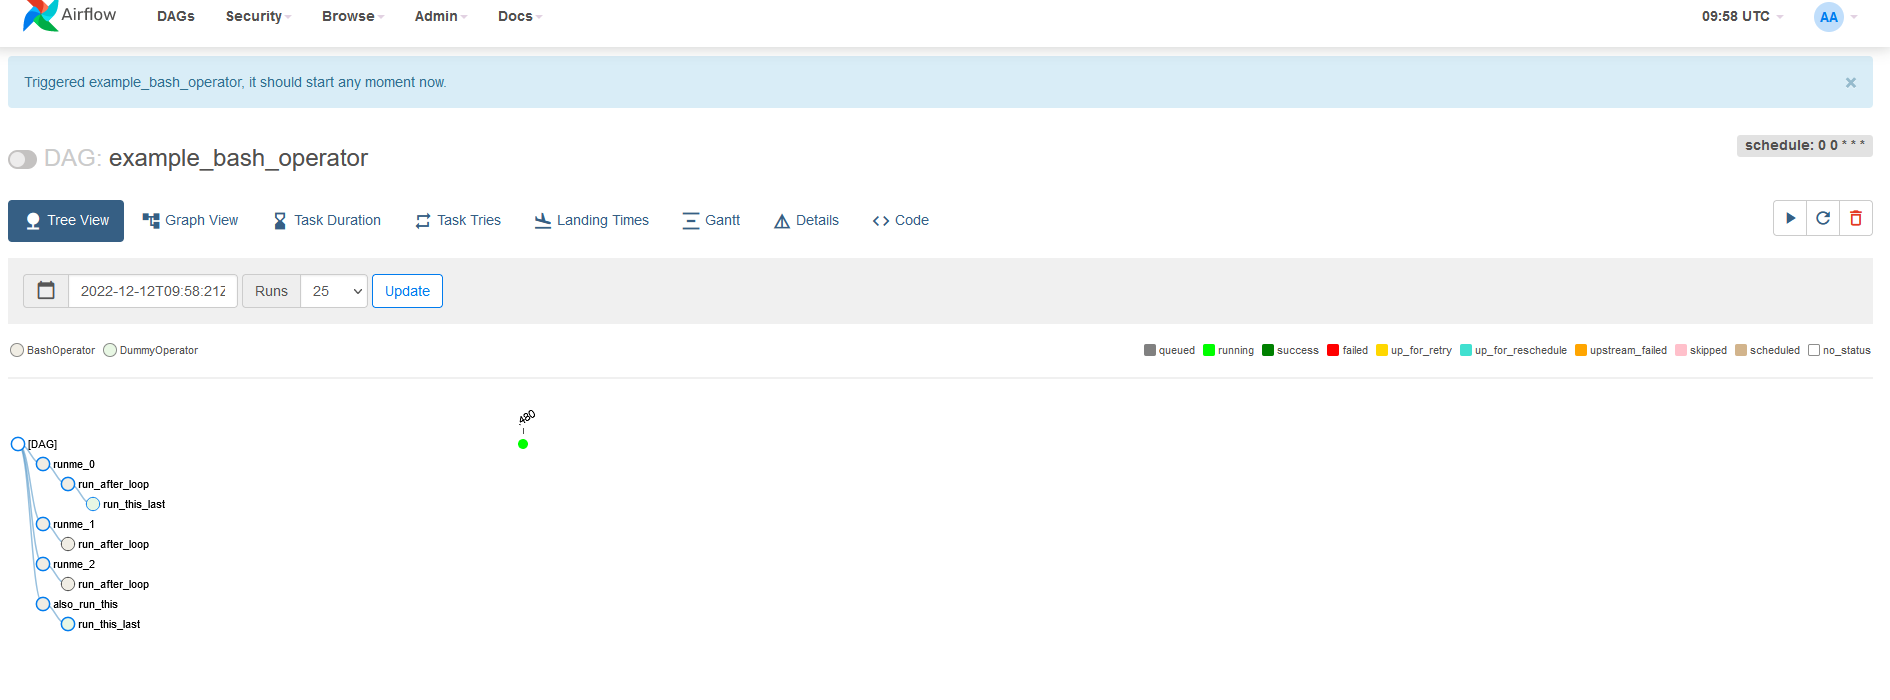 Airflow DAGs Security Browse Admin Docs 09:58 UTC AA
Triggered example_bash_operator, it should start any moment now. ×
DAG: example_bash_operator schedule: 0 0 * * *
Tree View Graph View Task Duration Task Tries Landing Times Gantt Details Code
2022-12-12T09:58:21Z Runs 25 Update
BashOperator DummyOperator queued running success failed up_for_retry up_for_reschedule upstream_failed skipped scheduled no_status
.480
[DAG]
runme_0
run_after_loop
run_this_last
runme_1
run_after_loop
runme_2
run_after_loop
also_run_this
run_this_last